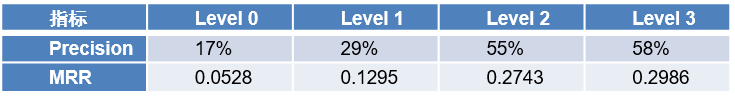 指标 Level 0 Level 1 Level 2 Level 3
Precision 17% 29% 55% 58%
MRR 0.0528 0.1295 0.2743 0.2986